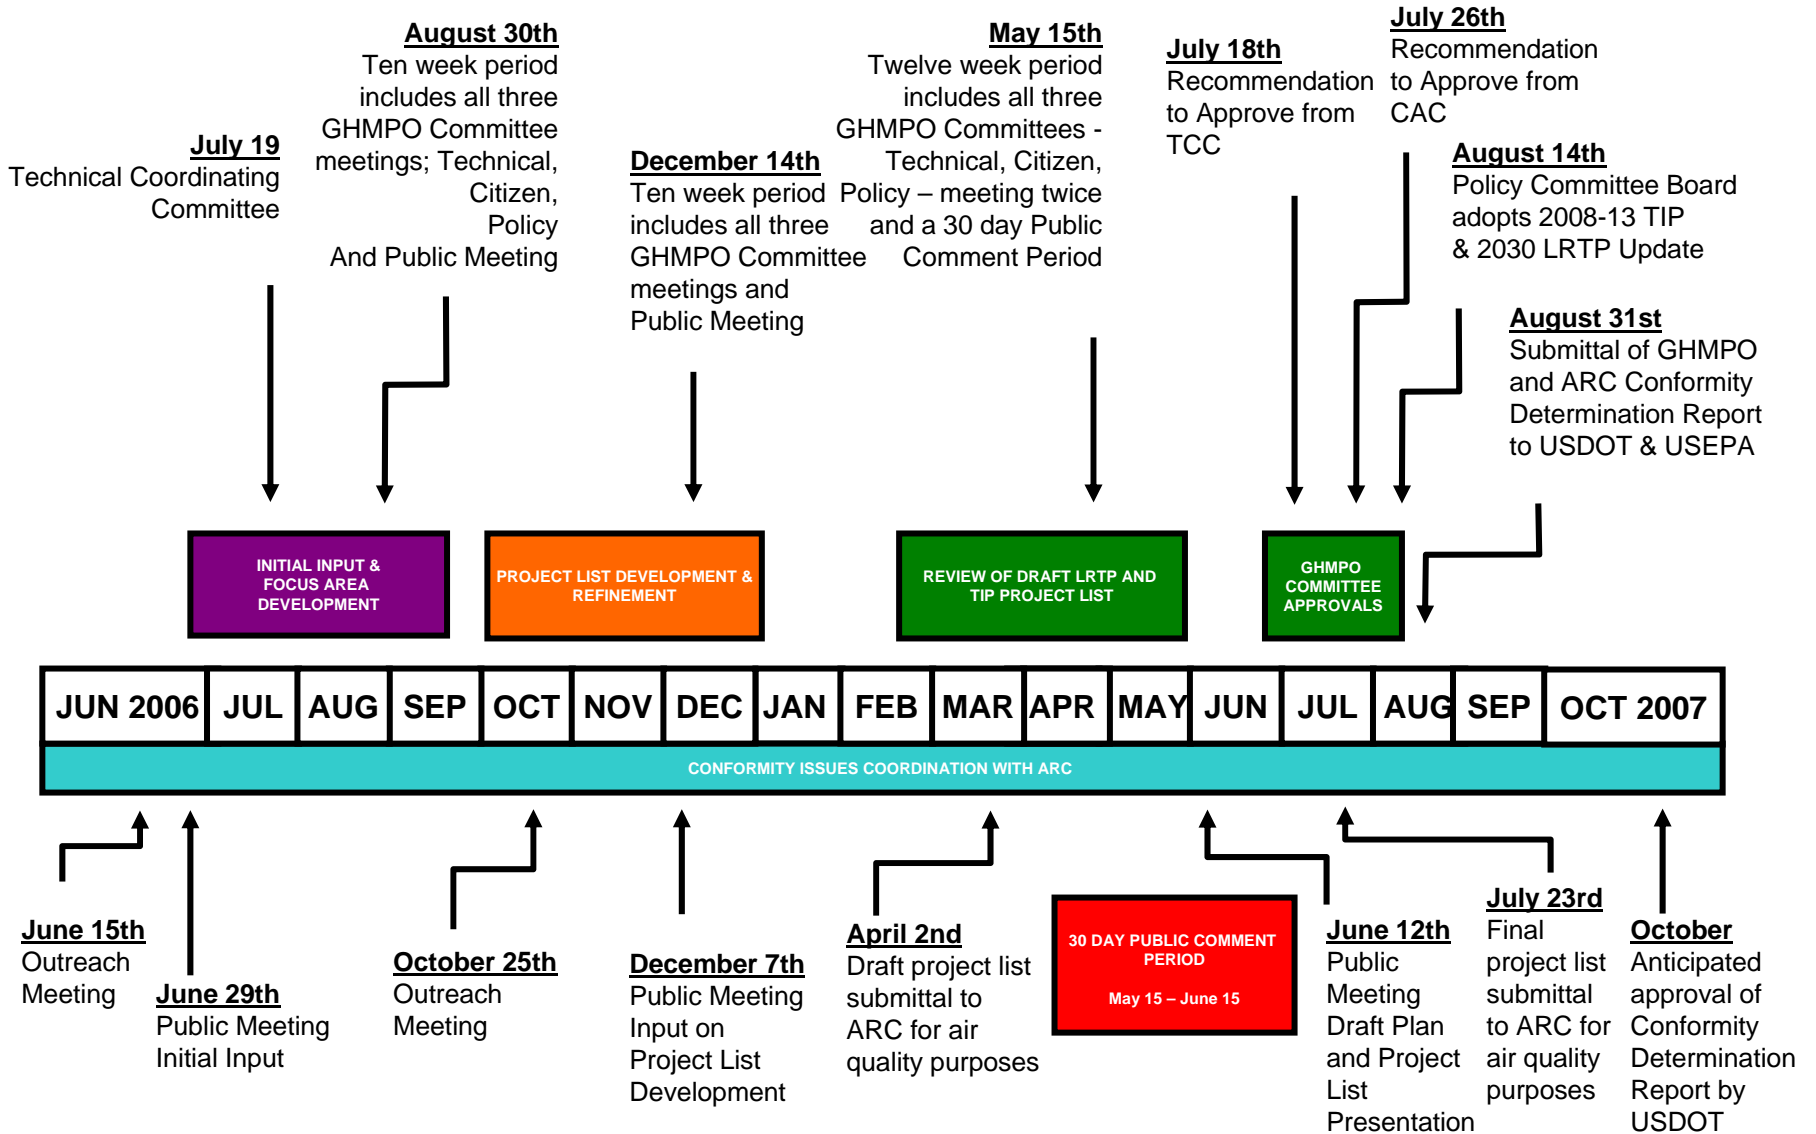 July 19
Technical Coordinating
Committee
August 30th
Ten week period
includes all three
GHMPO Committee
meetings; Technical,
Citizen,
Policy
And Public Meeting
December 14th
Ten week period
includes all three
GHMPO Committee
meetings and
Public Meeting
May 15th
Twelve week period
includes all three
GHMPO Committees -
Technical, Citizen,
Policy – meeting twice
and a 30 day Public
Comment Period
July 18th
Recommendation
to Approve from
TCC
July 26th
Recommendation
to Approve from
CAC
August 14th
Policy Committee Board
adopts 2008-13 TIP
& 2030 LRTP Update
August 31st
Submittal of GHMPO
and ARC Conformity
Determination Report
to USDOT & USEPA
INITIAL INPUT &
FOCUS AREA
DEVELOPMENT
PROJECT LIST DEVELOPMENT &
REFINEMENT
REVIEW OF DRAFT LRTP AND
TIP PROJECT LIST
GHMPO
COMMITTEE
APPROVALS
JUN 2006 JUL AUG SEP OCT NOV DEC JAN FEB MAR APR MAY JUN JUL AUG SEP OCT 2007
CONFORMITY ISSUES COORDINATION WITH ARC
June 15th
Outreach
Meeting
June 29th
Public Meeting
Initial Input
October 25th
Outreach
Meeting
December 7th
Public Meeting
Input on
Project List
Development
April 2nd
Draft project list
submittal to
ARC for air
quality purposes
30 DAY PUBLIC COMMENT
PERIOD
May 15 – June 15
June 12th
Public
Meeting
Draft Plan
and Project
List
Presentation
July 23rd
Final
project list
submittal
to ARC for
air quality
purposes
October
Anticipated
approval of
Conformity
Determination
Report by
USDOT